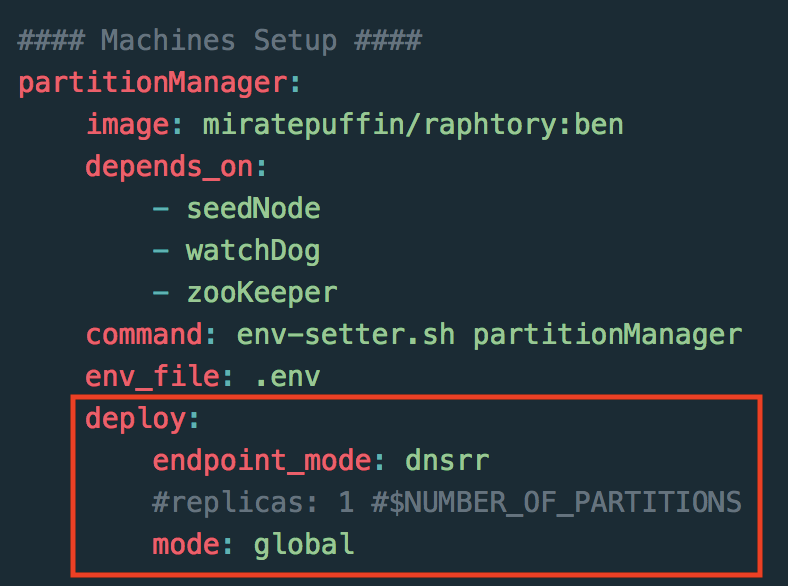 #### Machines Setup ####
partitionManager:
image: miratepuffin/raphtory:ben
depends_on:
- seedNode
- watchDog
- zooKeeper
command: env-setter.sh partitionManager
env_file: .env
deploy:
endpoint_mode: dnsrr
#replicas: 1 #$NUMBER_OF_PARTITIONS
mode: global